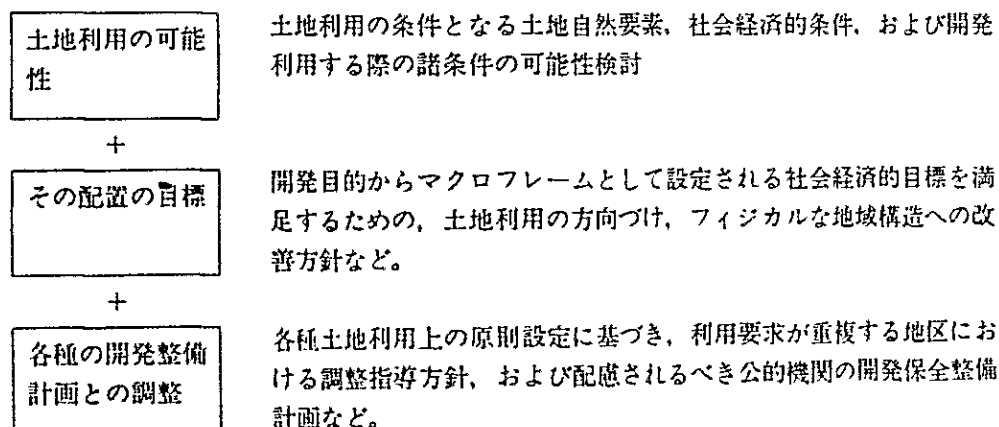 土地利用の可能
性
土地利用の条件となる土地自然要素，社会経済的条件，および開発
利用する際の諸条件の可能性検討
＋
その配置の目標
開発目的からマクロフレームとして設定される社会経済的目標を満
足するための，土地利用の方向づけ，フィジカルな地域構造への改
善方針など。
＋
各種の開発整備
計画との調整
各種土地利用上の原則設定に基づき，利用要求が重複する地区にお
ける調整指導方針，および配慮されるべき公的機関の開発保全整備
計画など。